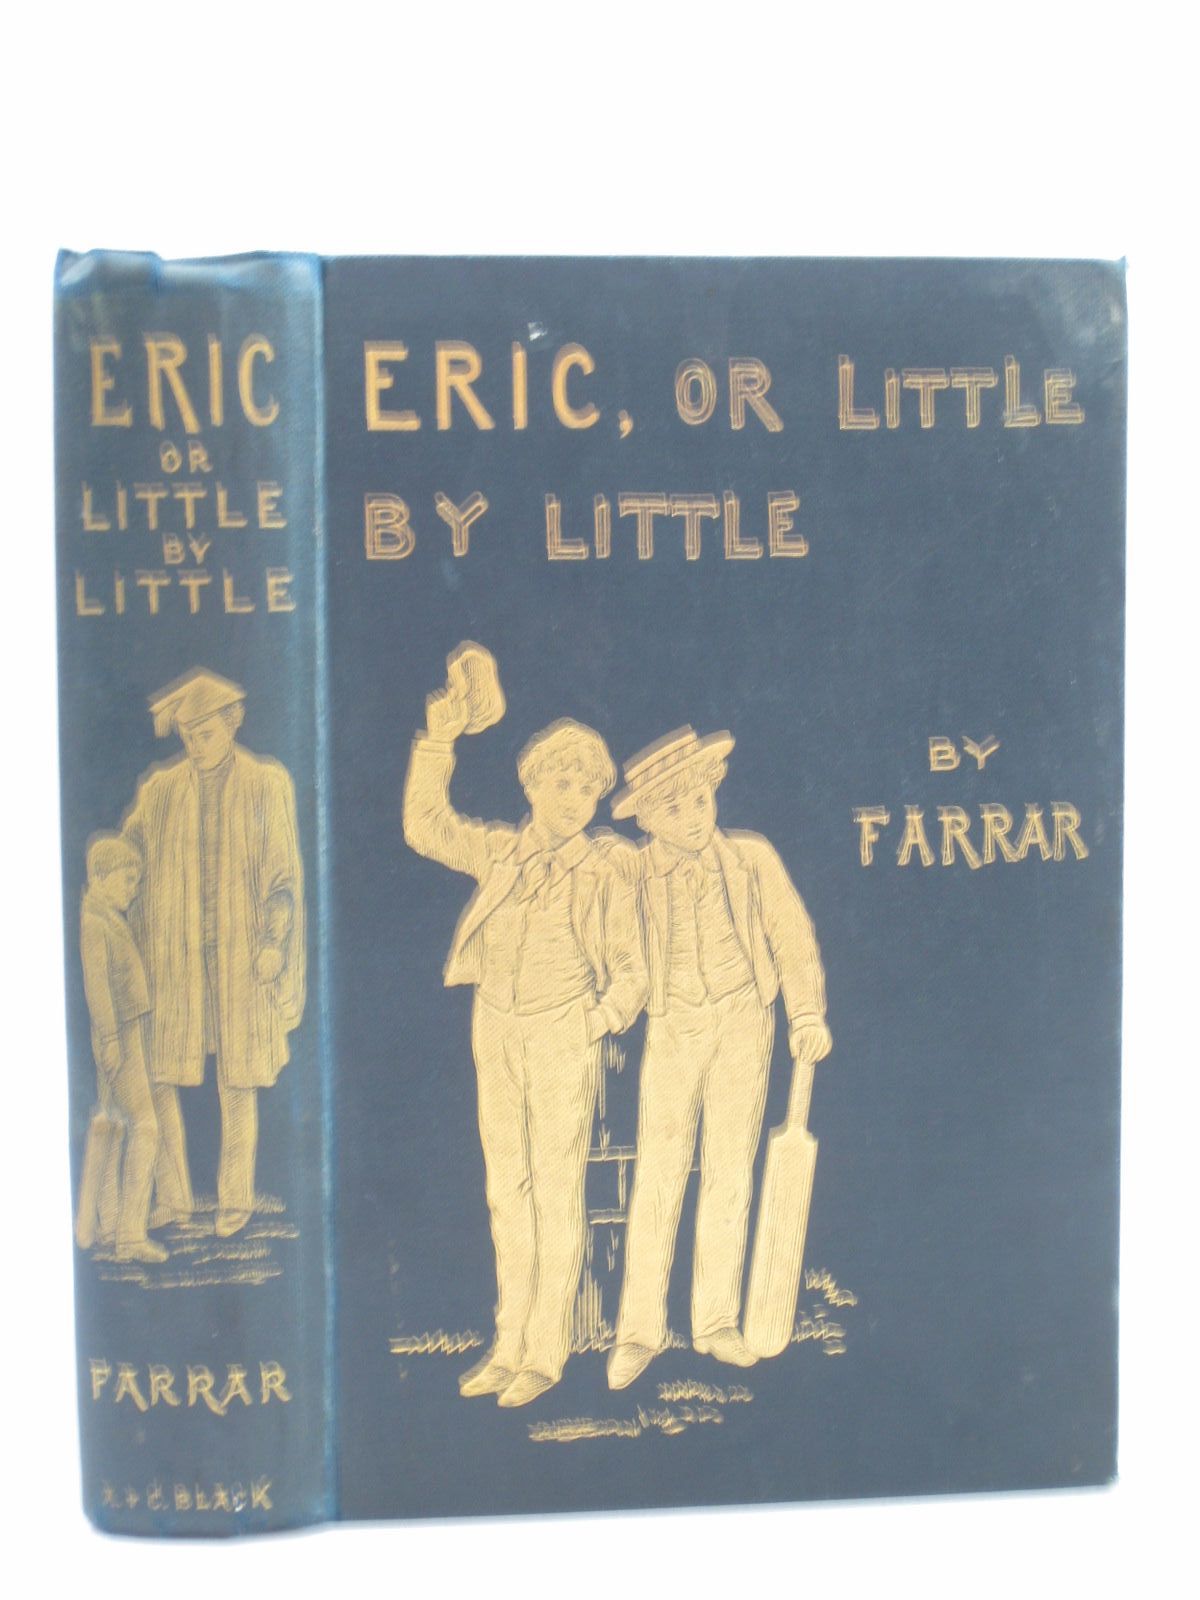 ERIC
OR
LITTLE
BY
LITTLE
FARRAR
A & C. BLACK
ERIC, OR LITTLE
BY LITTLE
BY
FARRAR